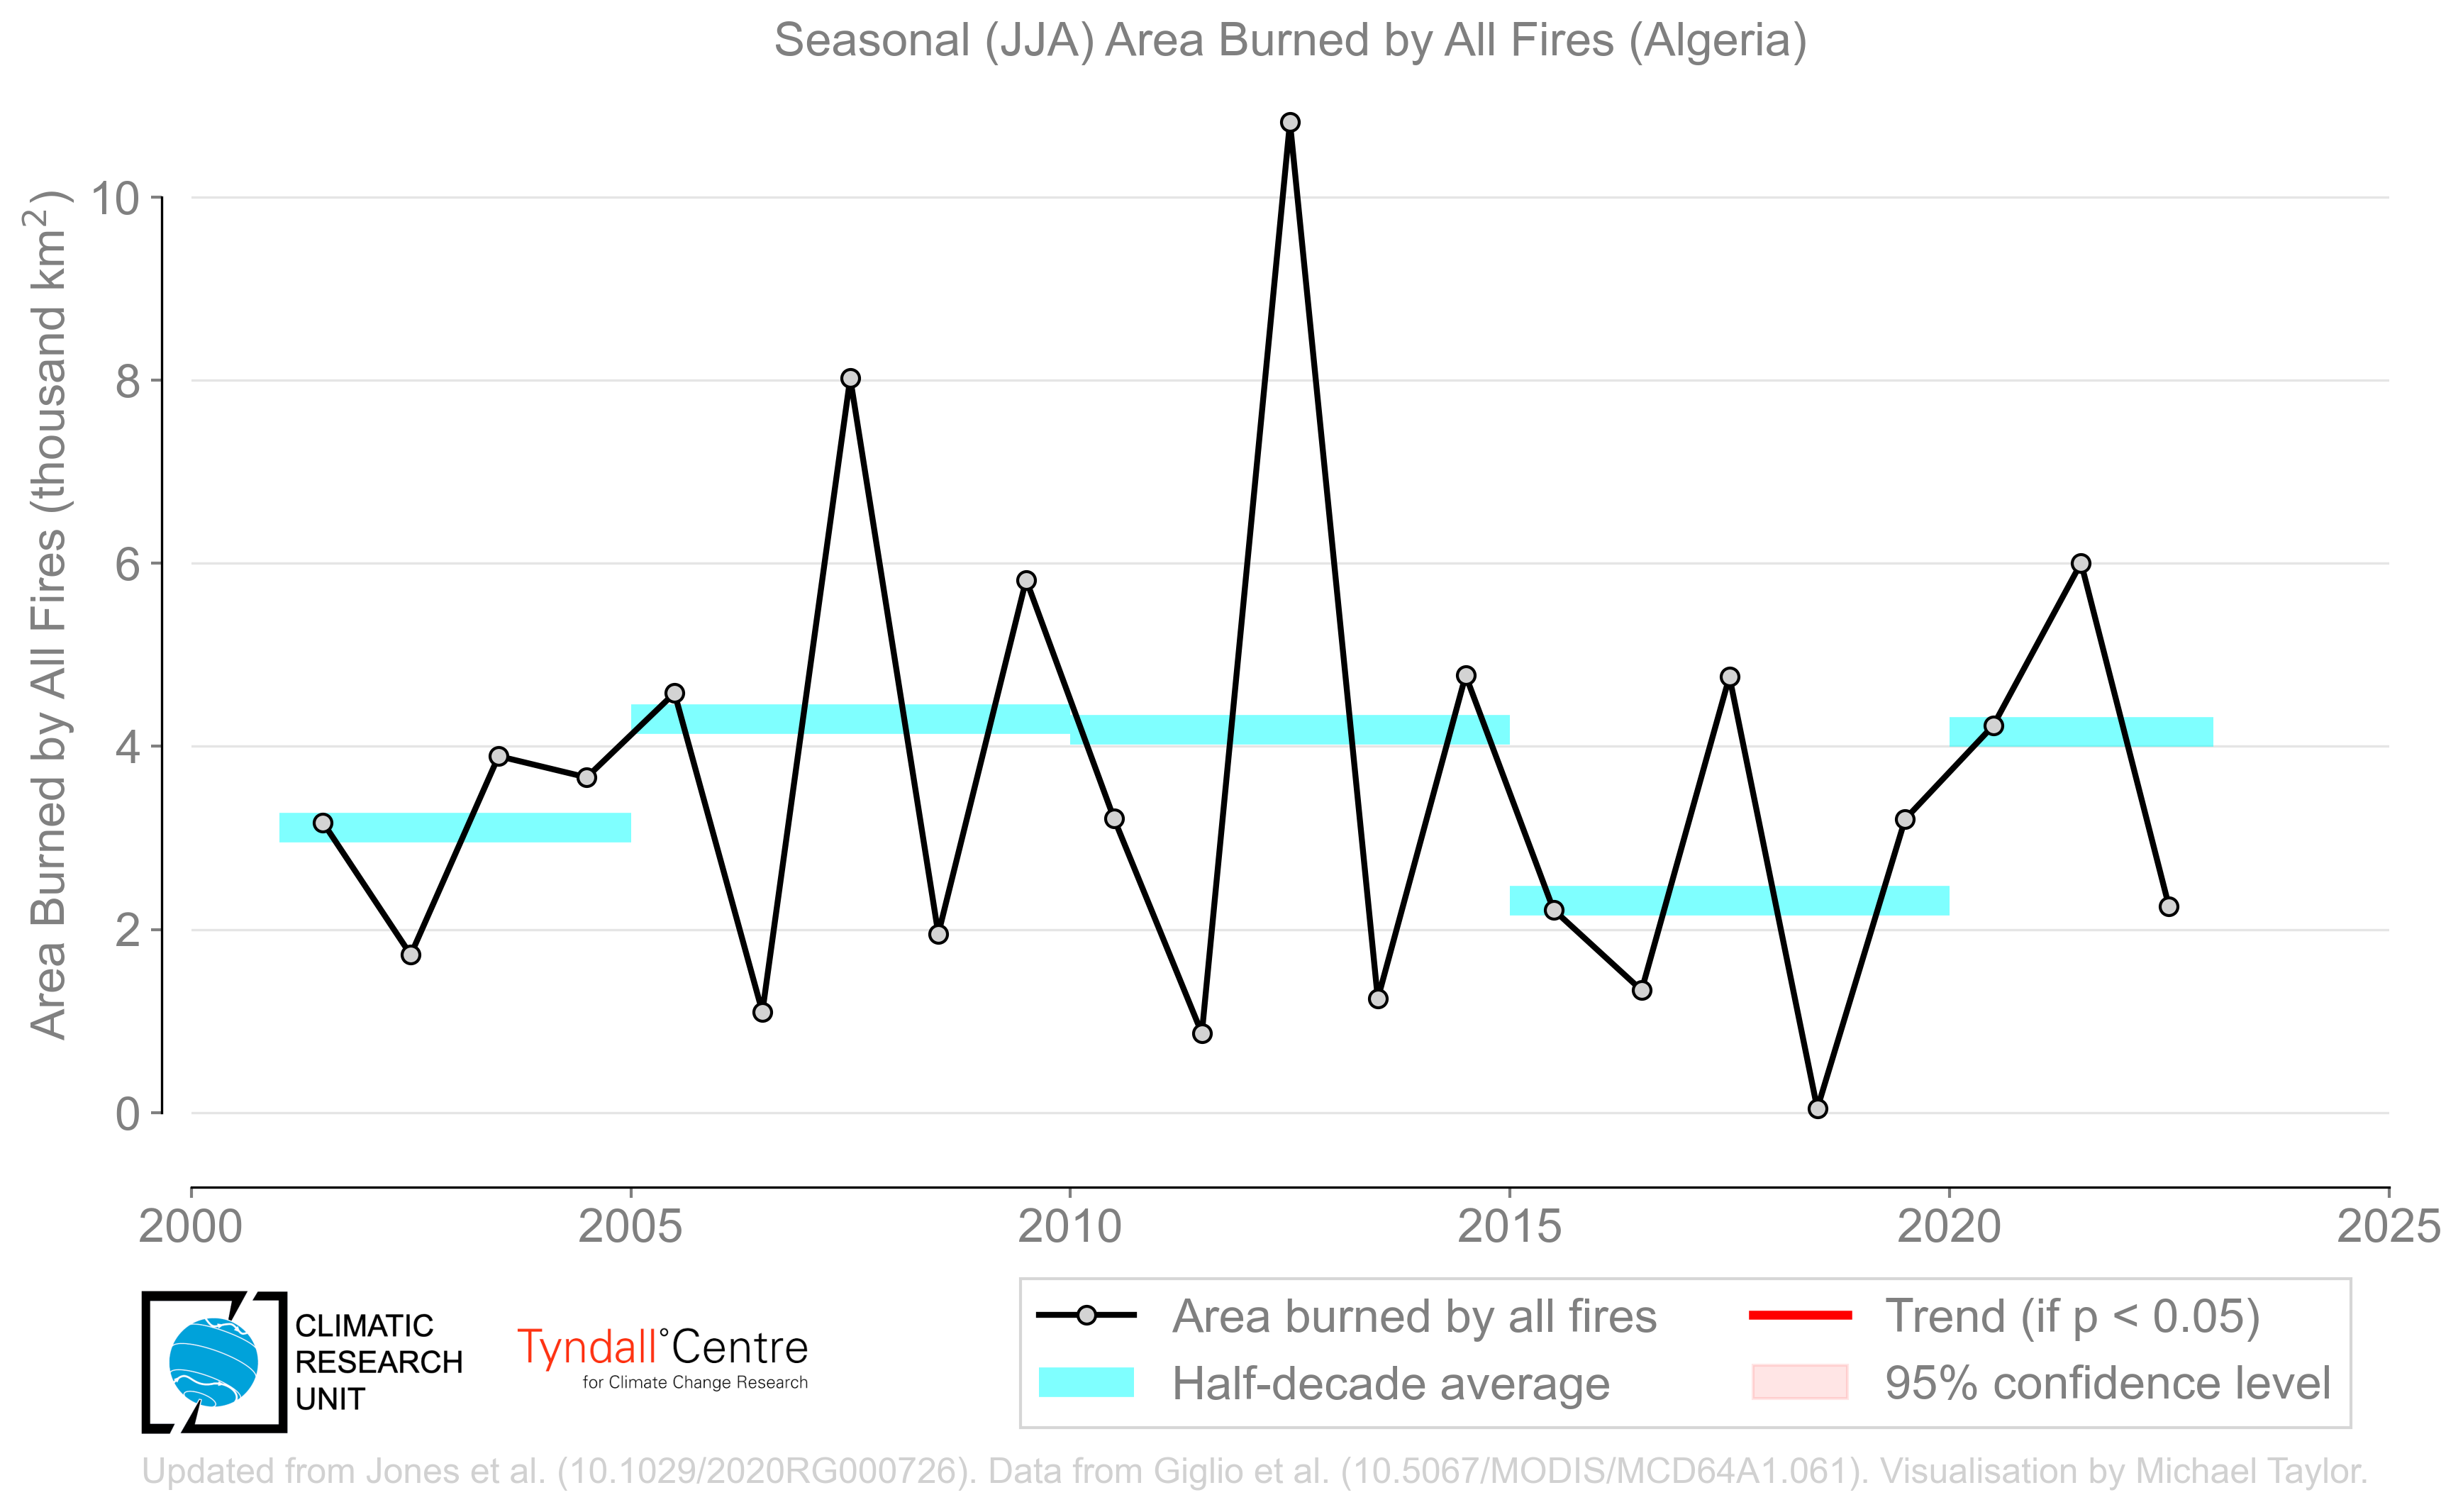 Seasonal (JJA) Area Burned by All Fires (Algeria)
Area Burned by All Fires (thousand km²)
10
8
6
4
2
0
2000 2005 2010 2015 2020 2025
CLIMATIC
RESEARCH
UNIT
Tyndall°Centre
for Climate Change Research
Area burned by all fires
Half-decade average
Trend (if p < 0.05)
95% confidence level
Updated from Jones et al. (10.1029/2020RG000726). Data from Giglio et al. (10.5067/MODIS/MCD64A1.061). Visualisation by Michael Taylor.